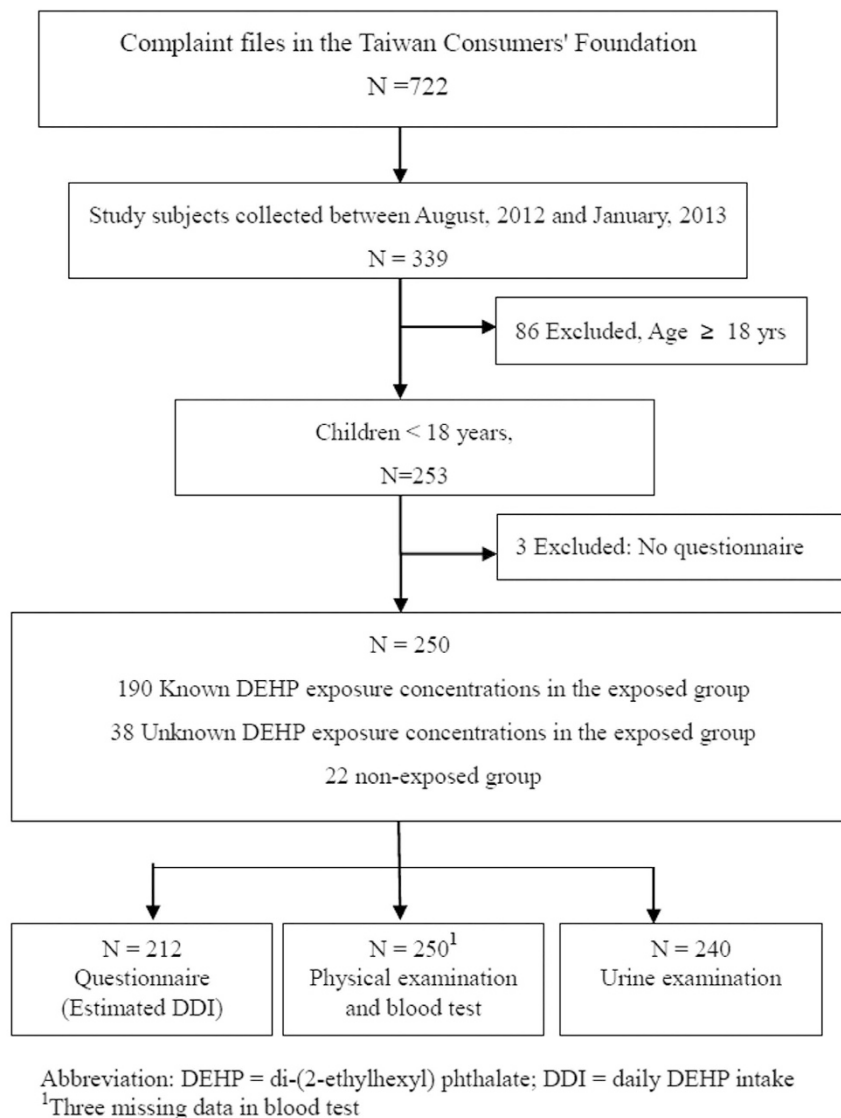 Complaint files in the Taiwan Consumers' Foundation
N =722
Study subjects collected between August, 2012 and January, 2013
N = 339
86 Excluded, Age ≥ 18 yrs
Children < 18 years,
N=253
3 Excluded: No questionnaire
N = 250
190 Known DEHP exposure concentrations in the exposed group
38 Unknown DEHP exposure concentrations in the exposed group
22 non-exposed group
N = 212
Questionnaire
(Estimated DDI)
N = 250¹
Physical examination
and blood test
N = 240
Urine examination
Abbreviation: DEHP = di-(2-ethylhexyl) phthalate; DDI = daily DEHP intake
¹Three missing data in blood test